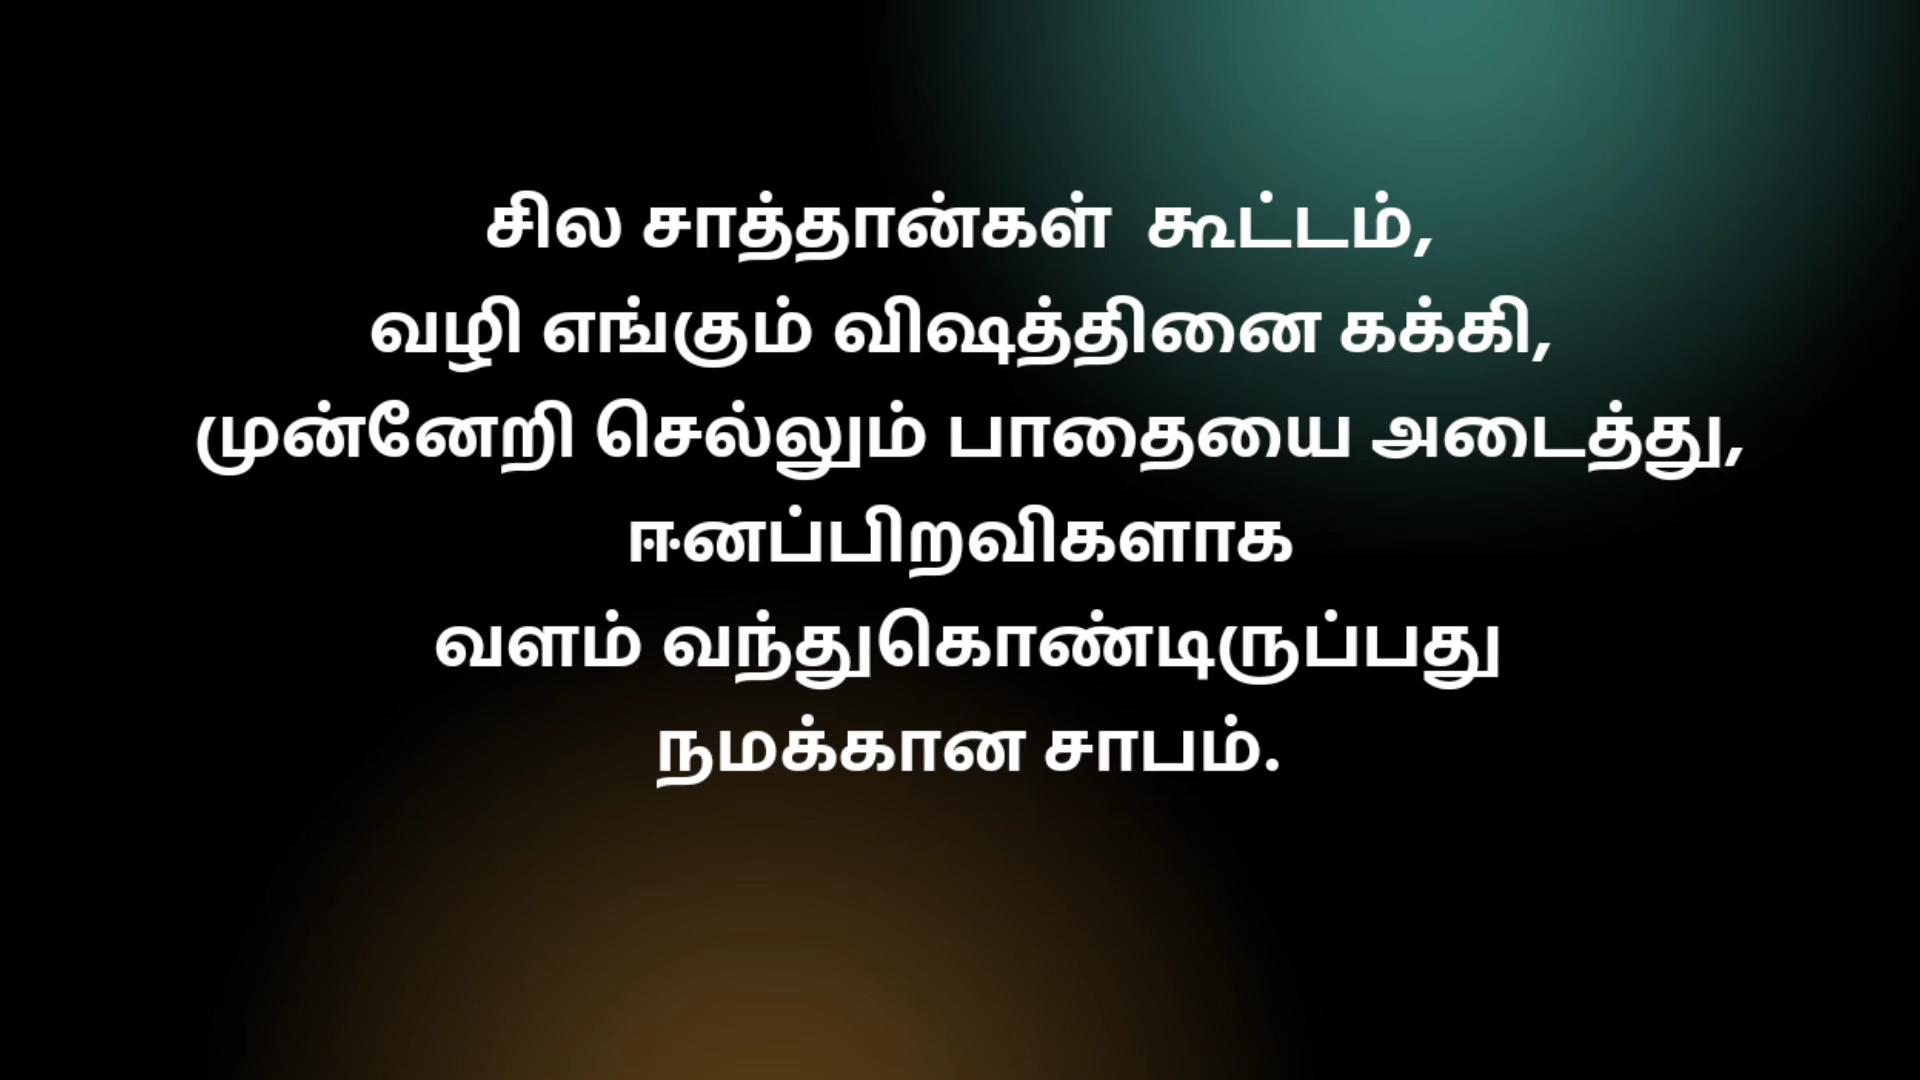 சில சாத்தான்கள் கூட்டம்,
வழி எங்கும் விஷத்தினை கக்கி,
முன்னேறி செல்லும் பாதையை அடைத்து,
ஈனப்பிறவிகளாக
வளம் வந்துகொண்டிருப்பது
நமக்கான சாபம்.